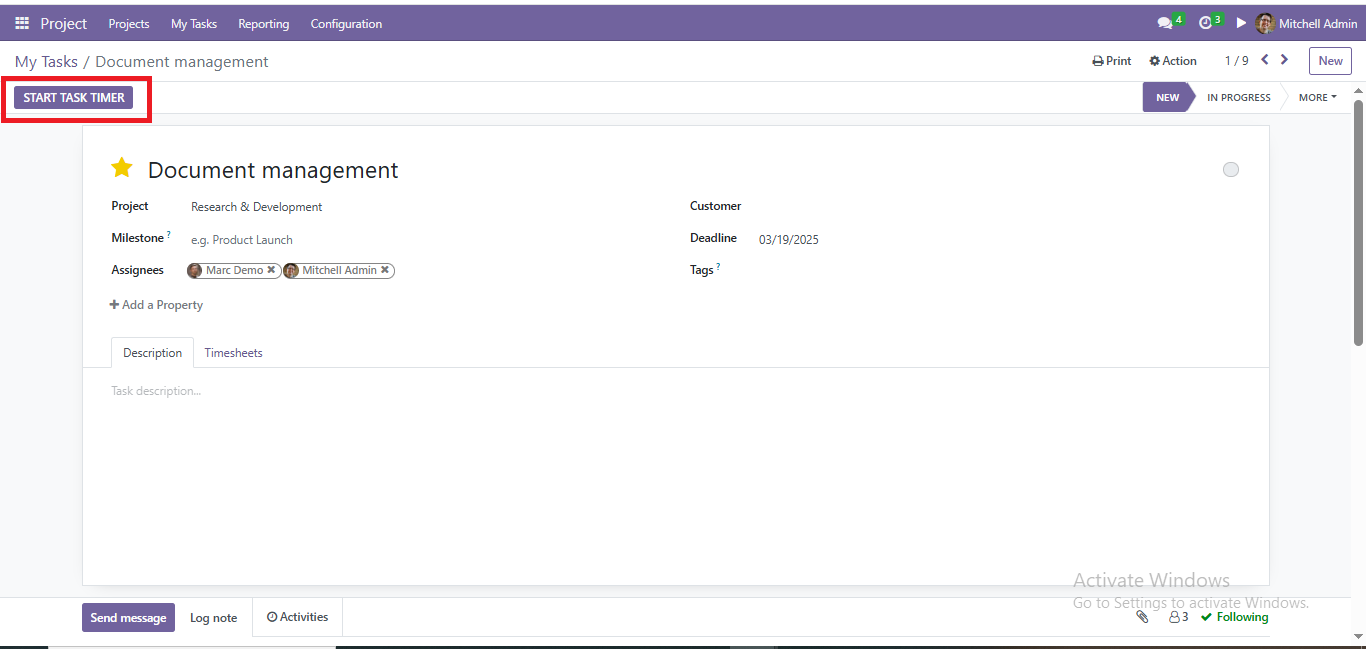 Project Projects My Tasks Reporting Configuration 4 3 Mitchell Admin
My Tasks / Document management Print Action 1 / 9 New
START TASK TIMER NEW IN PROGRESS MORE
Document management
Project Research & Development Customer
Milestone ? e.g. Product Launch Deadline 03/19/2025
Assignees Marc Demo Mitchell Admin Tags ?
Add a Property
Description Timesheets
Task description...
Activate Windows
Go to Settings to activate Windows.
Send message Log note Activities 3 Following